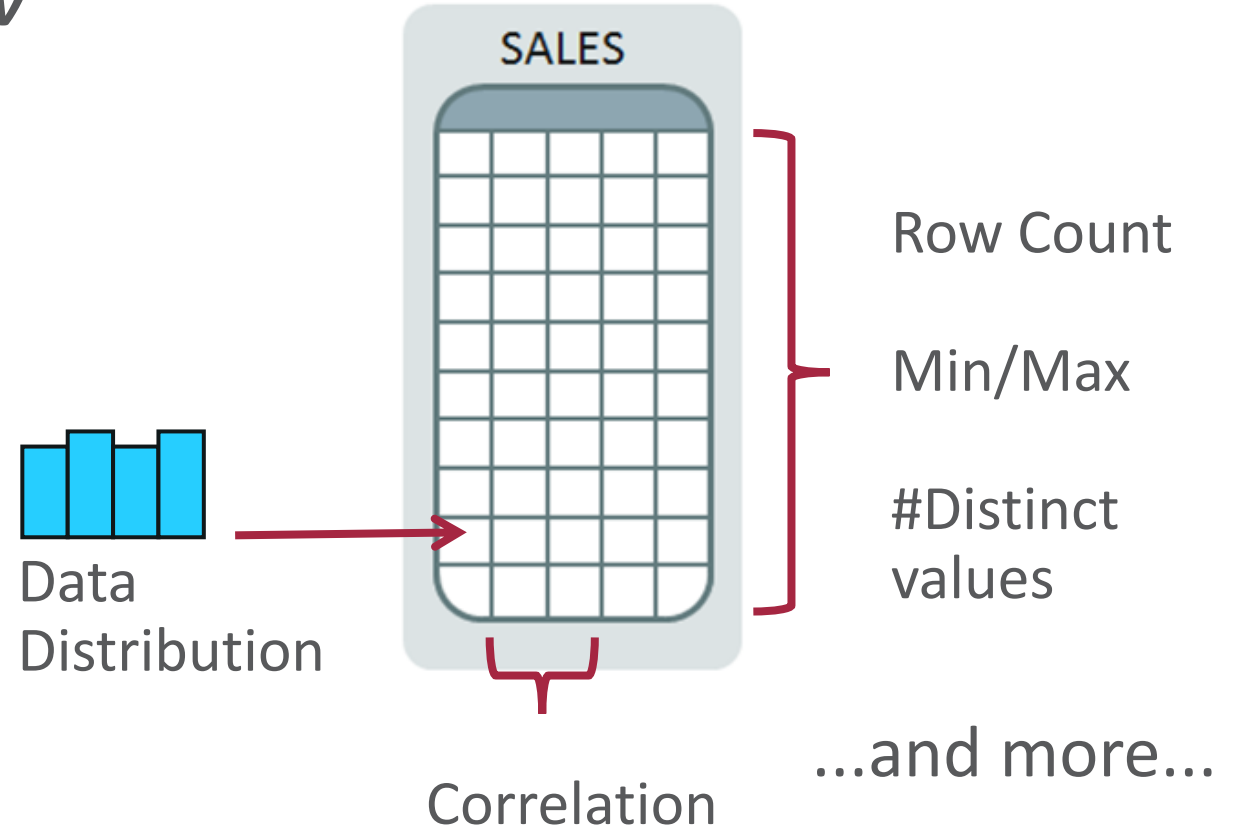 SALES
Row Count
Min/Max
#Distinct
values
Data
Distribution
...and more...
Correlation